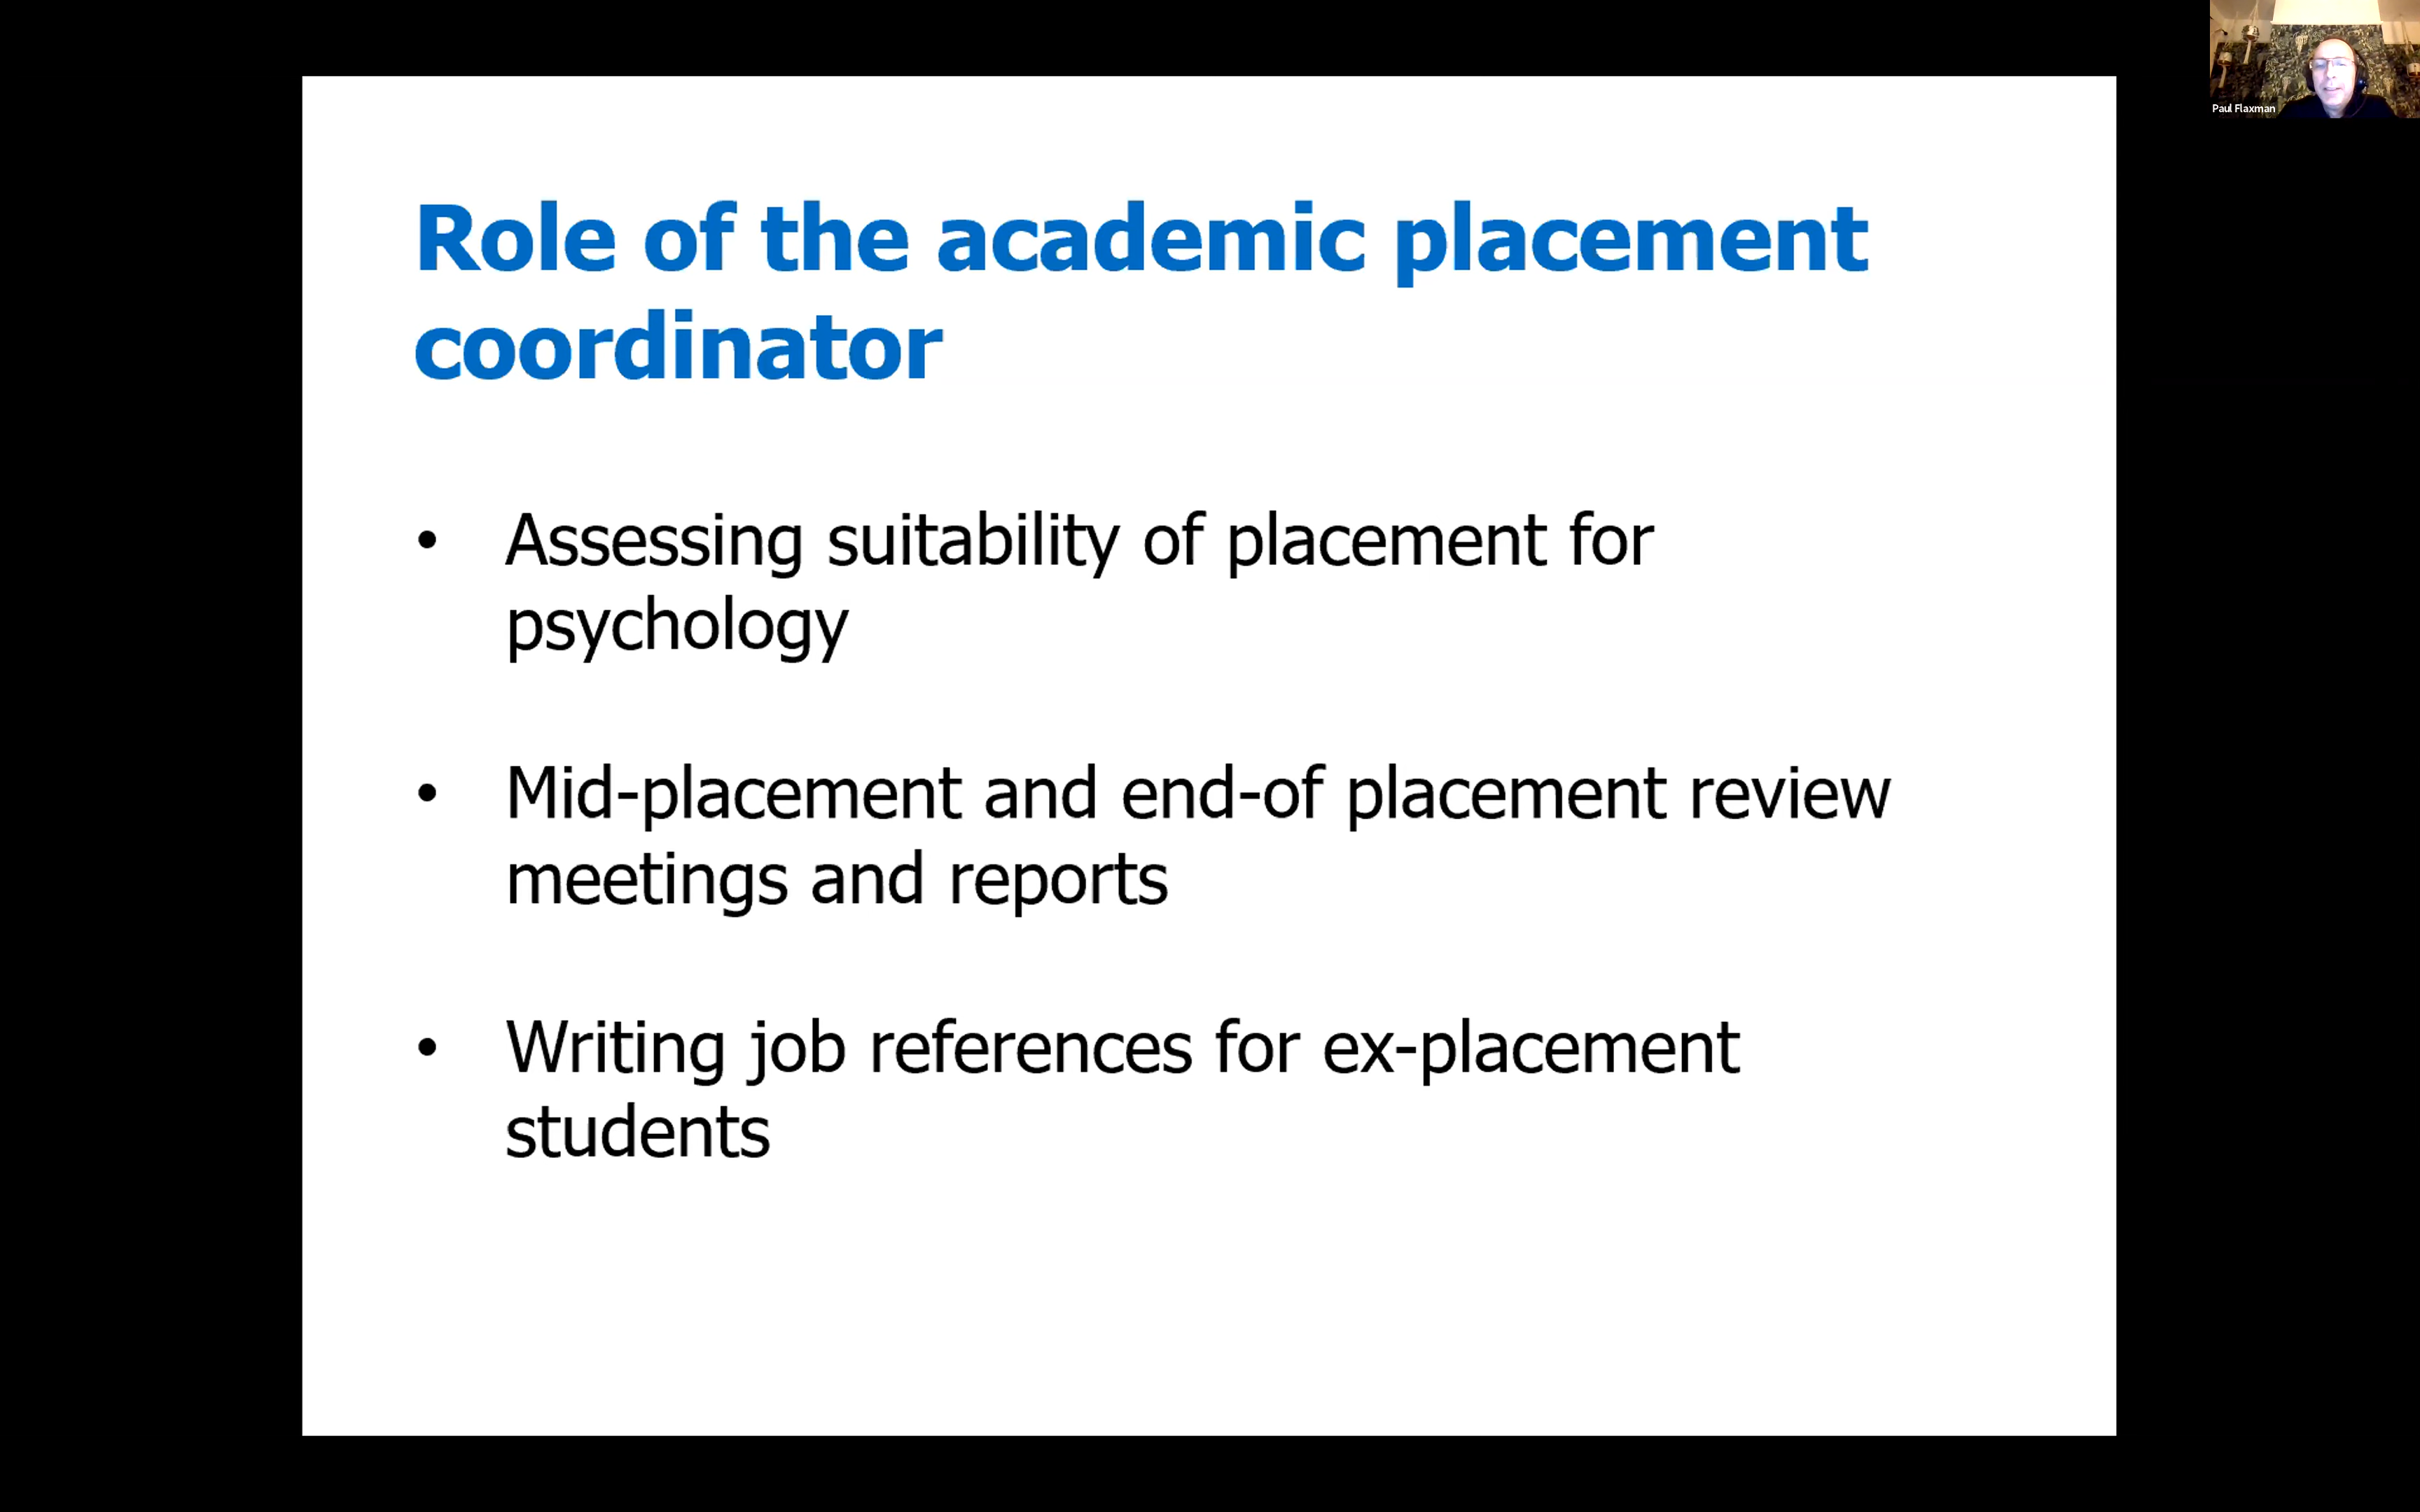 Role of the academic placement
coordinator
• Assessing suitability of placement for
psychology
• Mid-placement and end-of placement review
meetings and reports
• Writing job references for ex-placement
students
Paul Flaxman